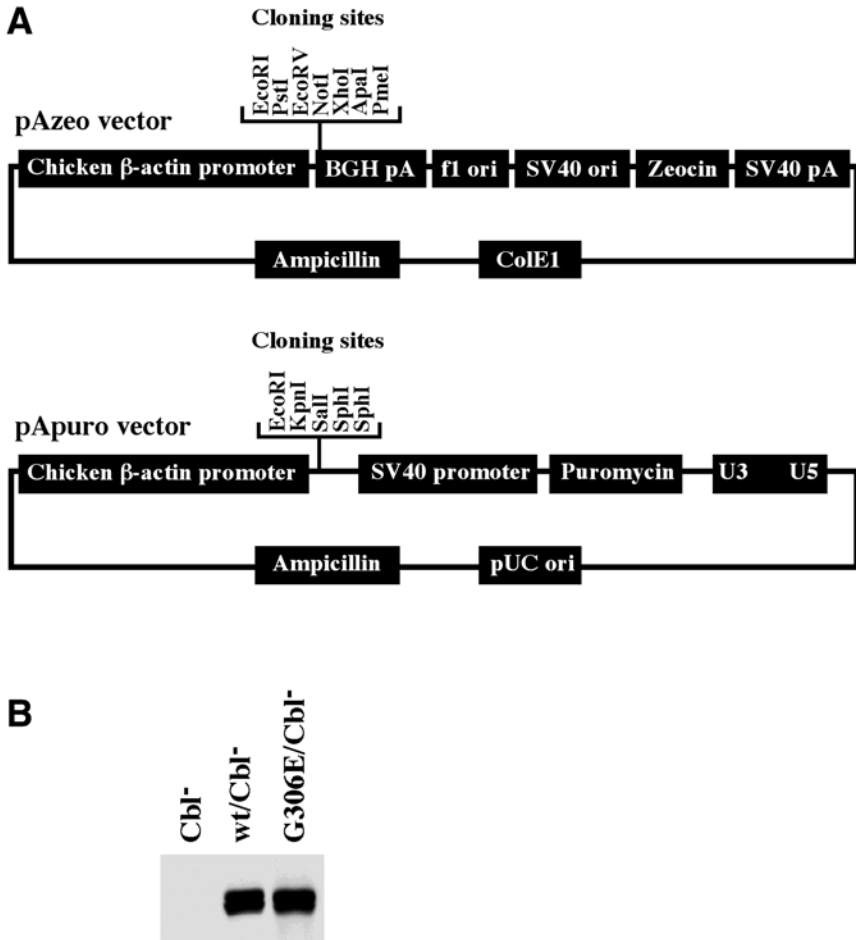 A
Cloning sites
EcoRI
PstI
EcoRV
NotI
XhoI
ApaI
PmeI
pAzeo vector
Chicken β-actin promoter
BGH pA
f1 ori
SV40 ori
Zeocin
SV40 pA
Ampicillin
ColE1
Cloning sites
EcoRI
KpnI
SalI
SphI
SphI
pApuro vector
Chicken β-actin promoter
SV40 promoter
Puromycin
U3 U5
Ampicillin
pUC ori
B
Cbl-
wt/Cbl-
G306E/Cbl-